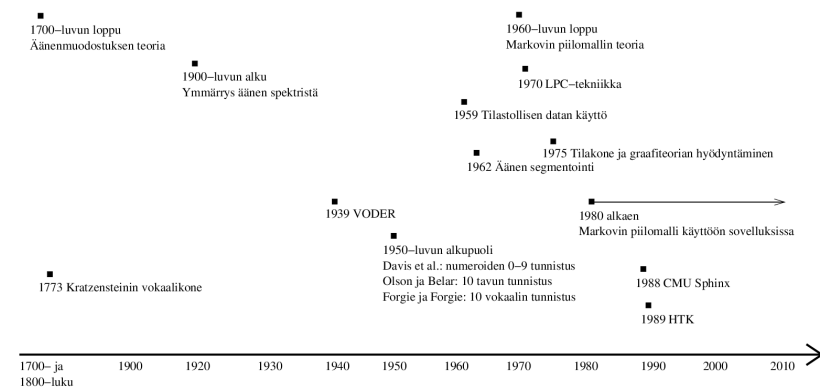 1700–luvun loppu
Äänenmuodostuksen teoria
1900–luvun alku
Ymmärrys äänen spektristä
1960–luvun loppu
Markovin piilomallin teoria
1970 LPC–tekniikka
1959 Tilastollisen datan käyttö
1975 Tilakone ja graafiteorian hyödyntäminen
1962 Äänen segmentointi
1939 VODER
1980 alkaen
Markovin piilomalli käyttöön sovelluksissa
1950–luvun alkupuoli
Davis et al.: numeroiden 0–9 tunnistus
Olson ja Belar: 10 tavun tunnistus
Forgie ja Forgie: 10 vokaalin tunnistus
1773 Kratzensteinin vokaalikone
1988 CMU Sphinx
1989 HTK
1700– ja
1800–luku
1900 1920 1930 1940 1950 1960 1970 1980 1990 2000 2010